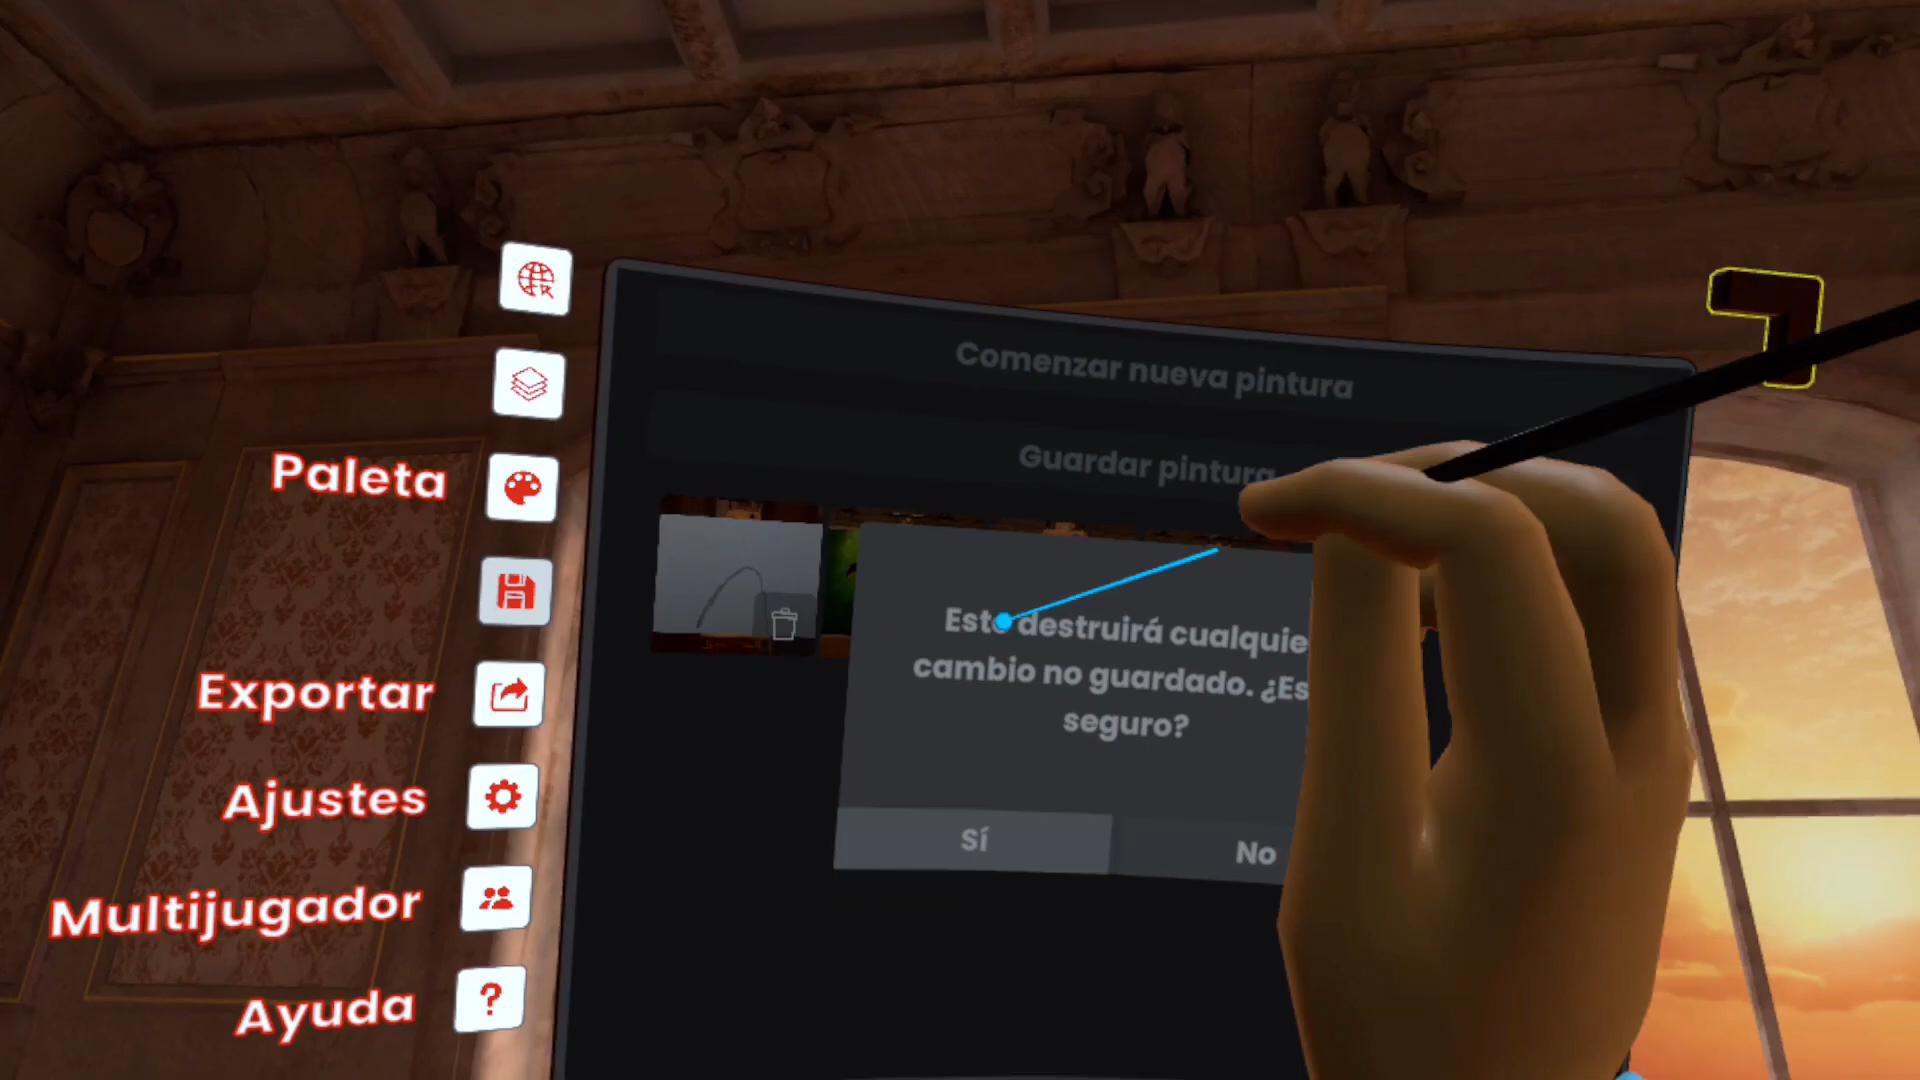 Comenzar nueva pintura
Guardar pintura
Paleta
Esto destruirá cualquie
cambio no guardado. ¿Es
seguro?
Exportar
Ajustes
Sí
No
Multijugador
Ayuda
?